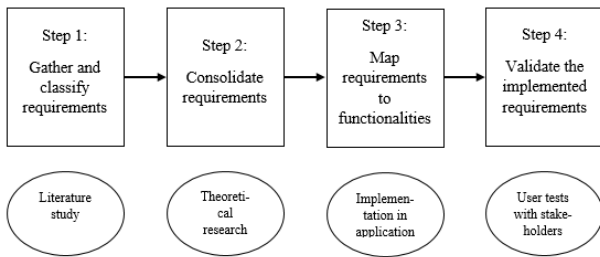 Step 1:
Gather and
classify
requirements
Step 2:
Consolidate
requirements
Step 3:
Map
requirements
to
functionalities
Step 4:
Validate the
implemented
requirements
Literature
study
Theoreti-
cal
research
Implemen-
tation in
application
User tests
with stake-
holders